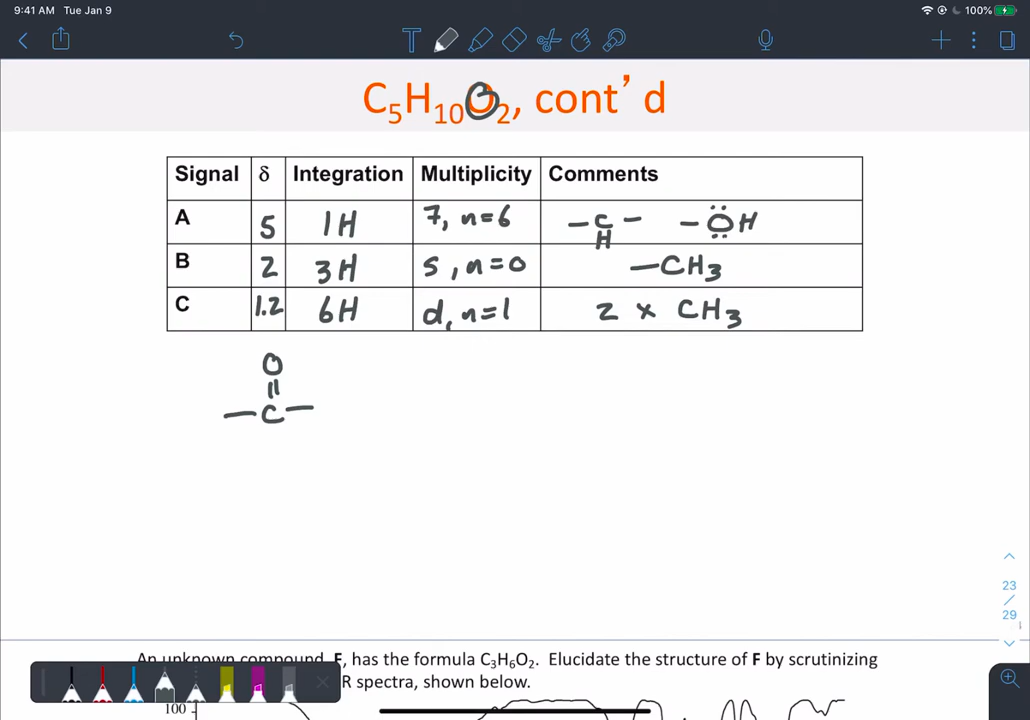 9:41 AM Tue Jan 9
100%
C₅H₁₀O₂, cont'd
Signal δ Integration Multiplicity Comments
A 5 1H 7, n=6 –C– –ÖH
H
B 2 3H s, n=0 –CH₃
C 1.2 6H d, n=1 2 x CH₃
O
||
–C–
23
/
29
An unknown compound, F, has the formula C₃H₆O₂. Elucidate the structure of F by scrutinizing
R spectra, shown below.
100